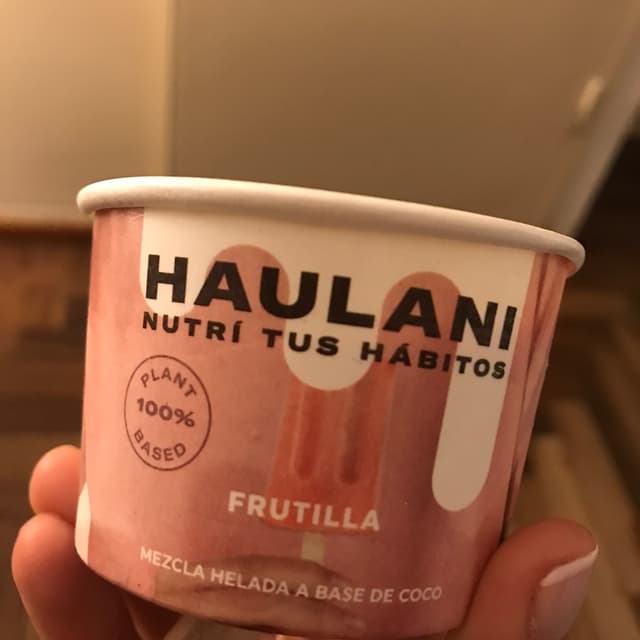 HAULANI
NUTRÍ TUS HÁBITOS
PLANT
100%
BASED
FRUTILLA
MEZCLA HELADA A BASE DE COCO